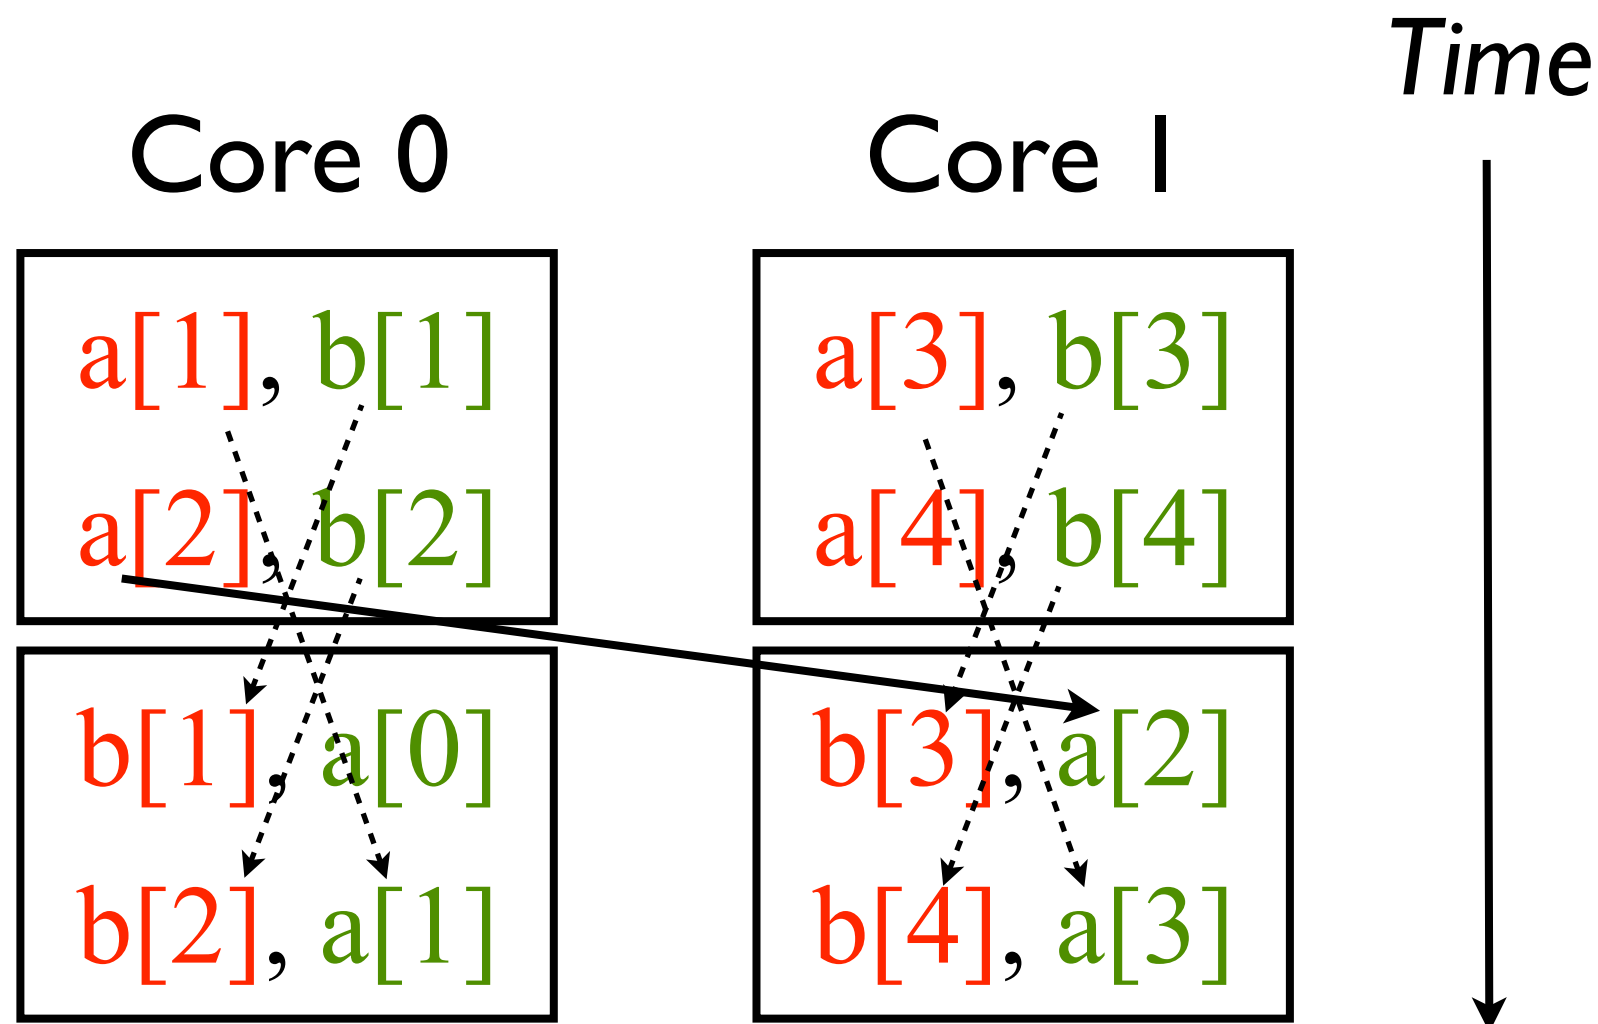 Time
Core 0
Core 1
a[1], b[1]
a[2], b[2]
a[3], b[3]
a[4], b[4]
b[1], a[0]
b[2], a[1]
b[3], a[2]
b[4], a[3]